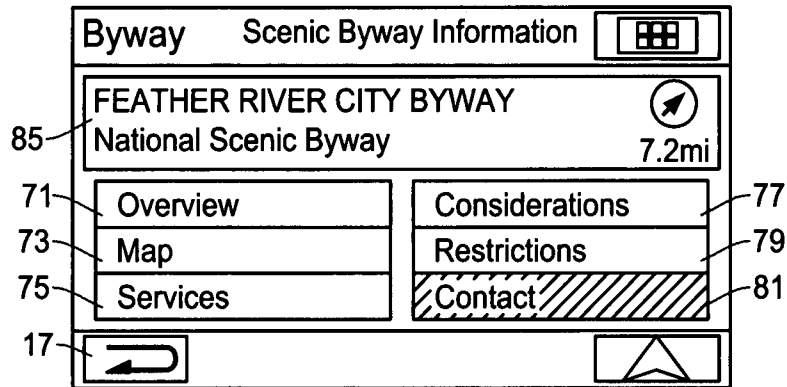 Byway Scenic Byway Information
FEATHER RIVER CITY BYWAY
85 National Scenic Byway 7.2mi
71 Overview Considerations 77
73 Map Restrictions 79
75 Services Contact 81
17